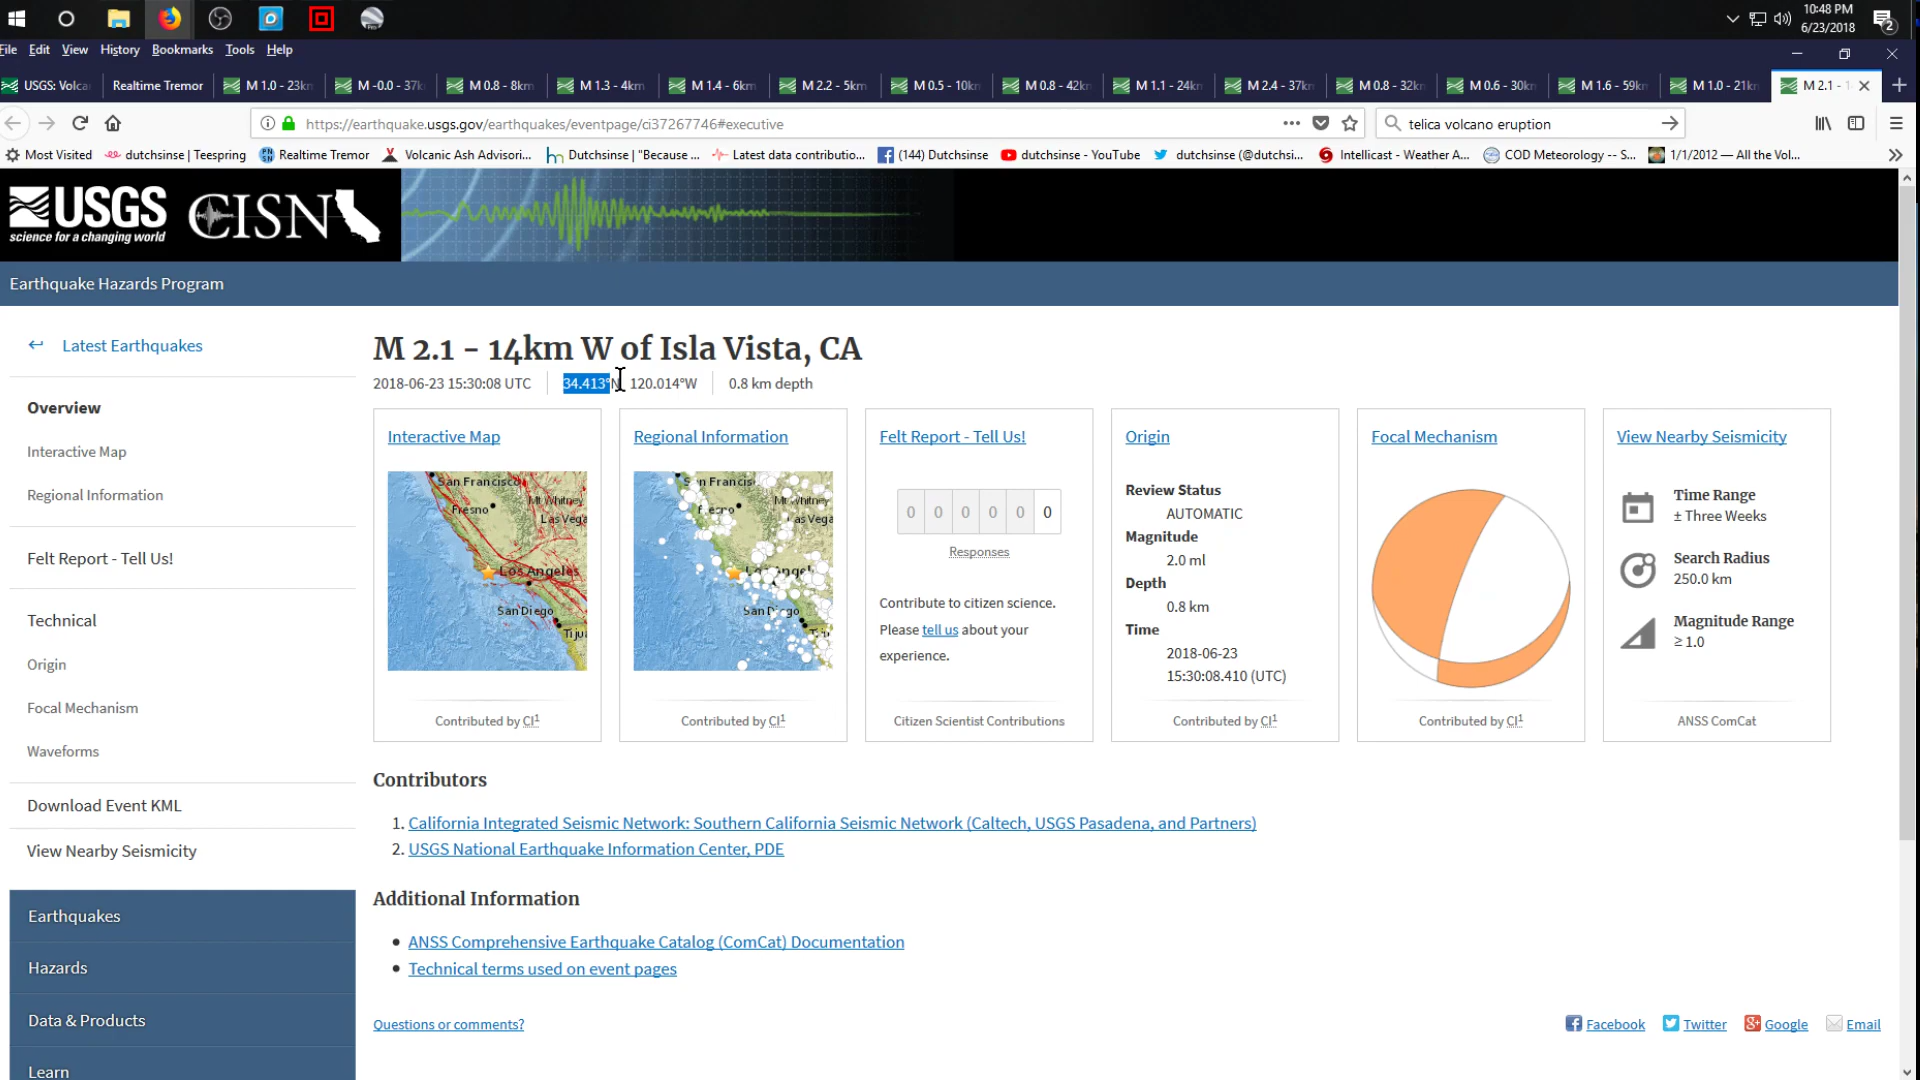 10:48 PM
6/23/2018
2
File Edit View History Bookmarks Tools Help
USGS: Volca Realtime Tremor M 1.0 - 23km M -0.0 - 37k M 0.8 - 8km M 1.3 - 4km M 1.4 - 6km M 2.2 - 5km M 0.5 - 10k M 0.8 - 42k M 1.1 - 24k M 2.4 - 37k M 0.8 - 32k M 0.6 - 30k M 1.6 - 59k M 1.0 - 21k M 2.1 - 1
https://earthquake.usgs.gov/earthquakes/eventpage/ci37267746#executive telica volcano eruption
Most Visited dutchsinse | Teespring Realtime Tremor Volcanic Ash Advisori... Dutchsinse | "Because ... Latest data contributio... (144) Dutchsinse dutchsinse - YouTube dutchsinse (@dutchsi... Intellicast - Weather A... COD Meteorology -- S... 1/1/2012 — All the Vol...
USGS CISN
science for a changing world
Earthquake Hazards Program
Latest Earthquakes
Overview
Interactive Map
Regional Information
Felt Report - Tell Us!
Technical
Origin
Focal Mechanism
Waveforms
Download Event KML
View Nearby Seismicity
Earthquakes
Hazards
Data & Products
Learn
M 2.1 - 14km W of Isla Vista, CA
2018-06-23 15:30:08 UTC 34.413°N 120.014°W 0.8 km depth
Interactive Map
San Francisco
Mt Whitney
Fresno
Las Vega
Los Angeles
San Diego
Tiju
Contributed by CI1
Regional Information
Contributed by CI1
Felt Report - Tell Us!
0 0 0 0 0 0
Responses
Contribute to citizen science.
Please tell us about your
experience.
Citizen Scientist Contributions
Origin
Review Status
AUTOMATIC
Magnitude
2.0 ml
Depth
0.8 km
Time
2018-06-23
15:30:08.410 (UTC)
Contributed by CI1
Focal Mechanism
Contributed by CI1
View Nearby Seismicity
Time Range
± Three Weeks
Search Radius
250.0 km
Magnitude Range
≥ 1.0
ANSS ComCat
Contributors
1. California Integrated Seismic Network: Southern California Seismic Network (Caltech, USGS Pasadena, and Partners)
2. USGS National Earthquake Information Center, PDE
Additional Information
• ANSS Comprehensive Earthquake Catalog (ComCat) Documentation
• Technical terms used on event pages
Questions or comments?
Facebook Twitter Google Email